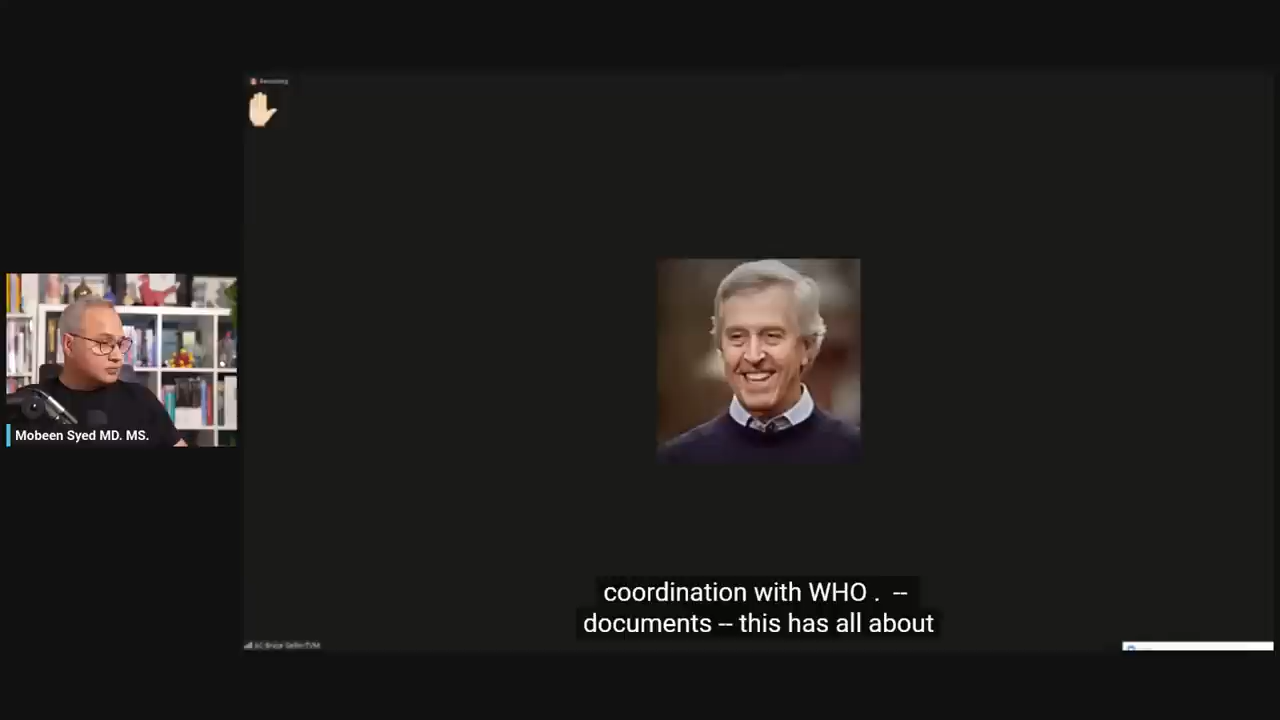 Mobeen Syed MD. MS.
coordination with WHO . --
documents -- this has all about